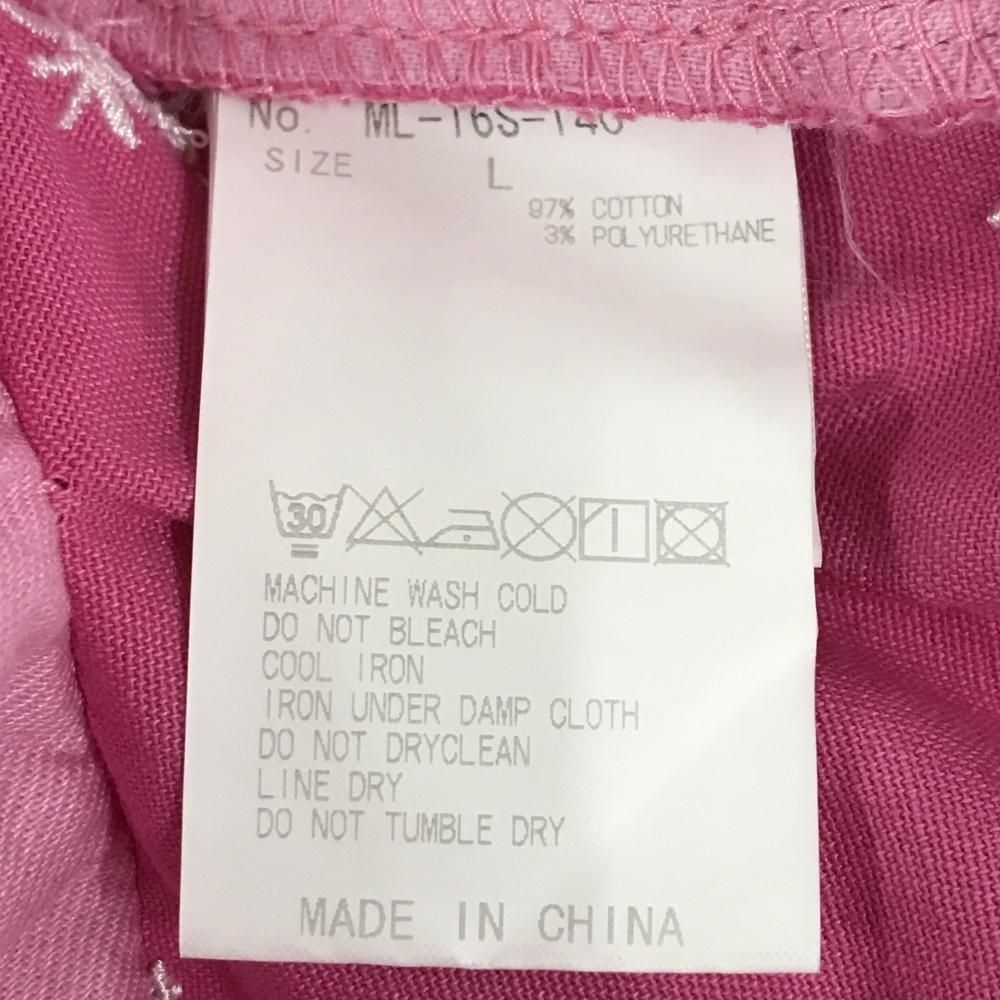 No. ML-16S-140
SIZE L
97% COTTON
3% POLYURETHANE
30
MACHINE WASH COLD
DO NOT BLEACH
COOL IRON
IRON UNDER DAMP CLOTH
DO NOT DRYCLEAN
LINE DRY
DO NOT TUMBLE DRY
MADE IN CHINA